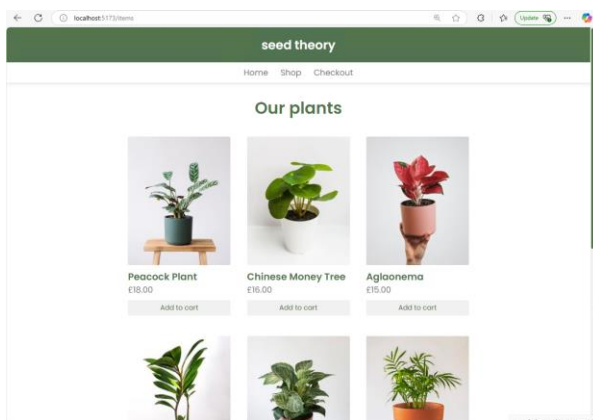 localhost:5173/items
Update
seed theory
Home Shop Checkout
Our plants
Peacock Plant
£18.00
Add to cart
Chinese Money Tree
£16.00
Add to cart
Aglaonema
£15.00
Add to cart